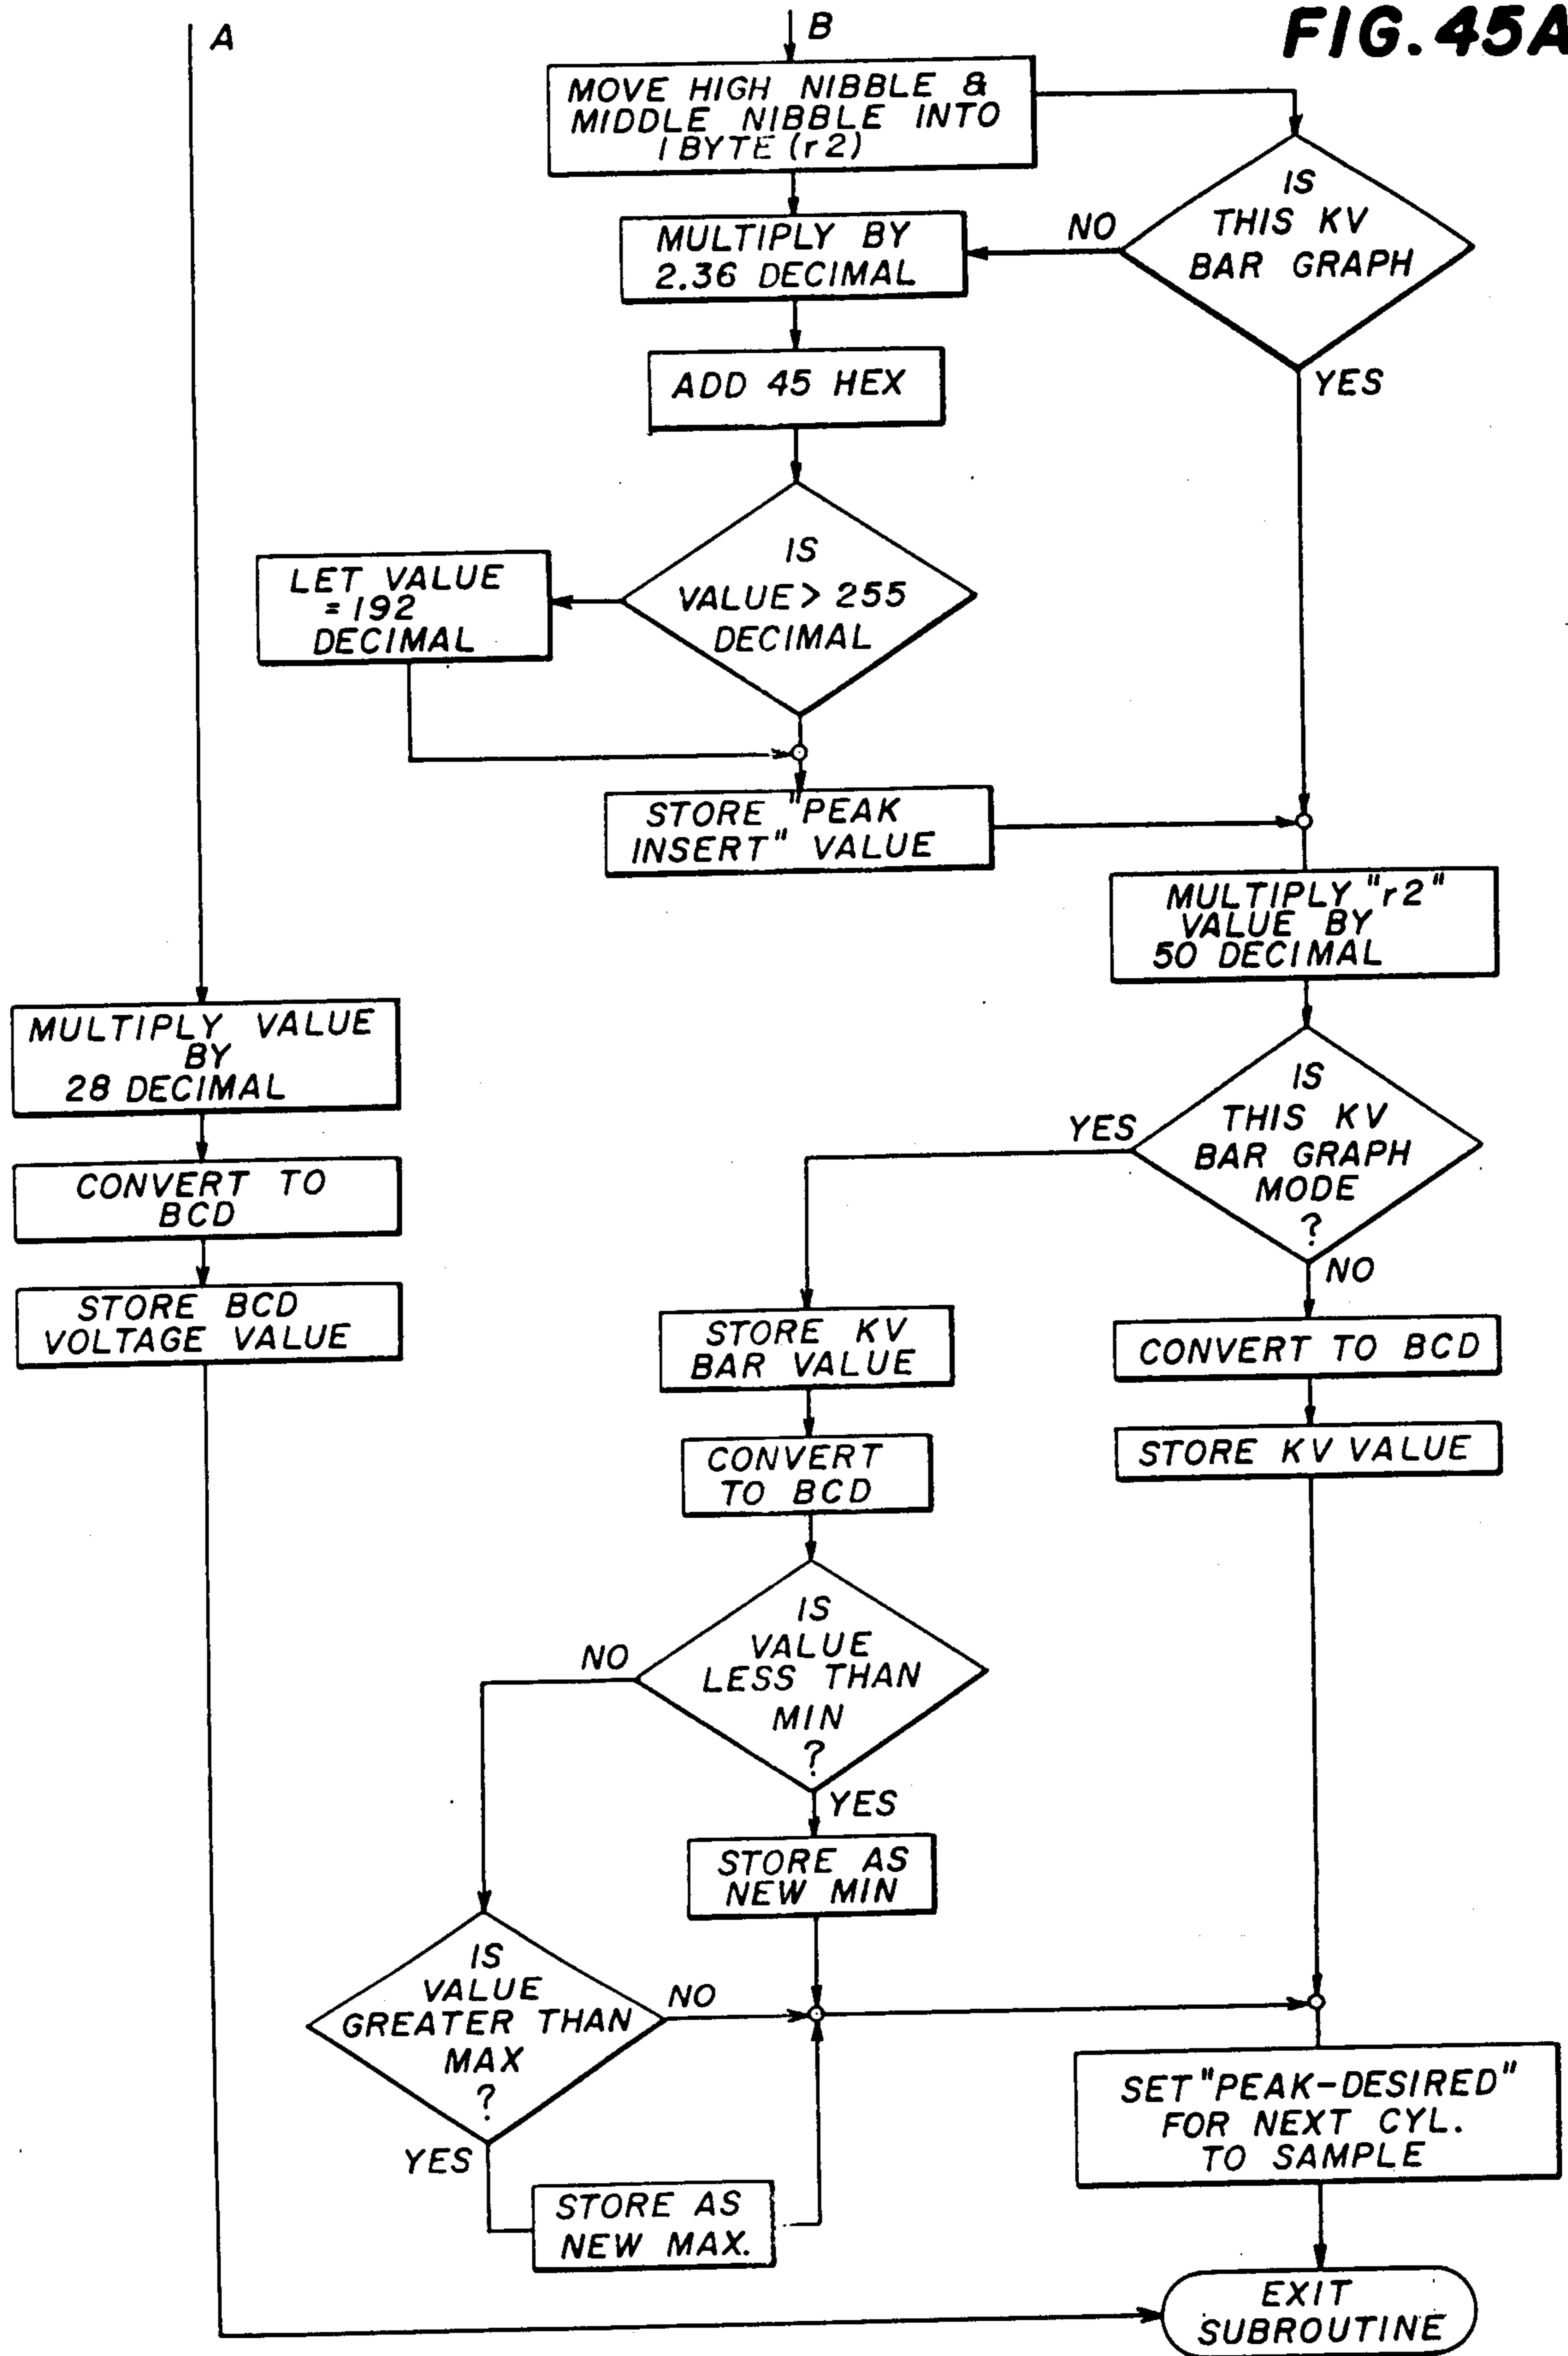 FIG. 45A
A
B
MOVE HIGH NIBBLE &
MIDDLE NIBBLE INTO
1 BYTE (r2)
IS
THIS KV
BAR GRAPH
NO
YES
MULTIPLY BY
2.36 DECIMAL
ADD 45 HEX
IS
VALUE > 255
DECIMAL
LET VALUE
= 192
DECIMAL
STORE "PEAK
INSERT" VALUE
MULTIPLY "r2"
VALUE BY
50 DECIMAL
MULTIPLY VALUE
BY
28 DECIMAL
CONVERT TO
BCD
STORE BCD
VOLTAGE VALUE
IS
THIS KV
BAR GRAPH
MODE
?
YES
NO
STORE KV
BAR VALUE
CONVERT TO BCD
CONVERT
TO BCD
STORE KV VALUE
IS
VALUE
LESS THAN
MIN
?
NO
YES
STORE AS
NEW MIN
IS
VALUE
GREATER THAN
MAX
?
NO
YES
STORE AS
NEW MAX.
SET "PEAK-DESIRED"
FOR NEXT CYL.
TO SAMPLE
EXIT
SUBROUTINE